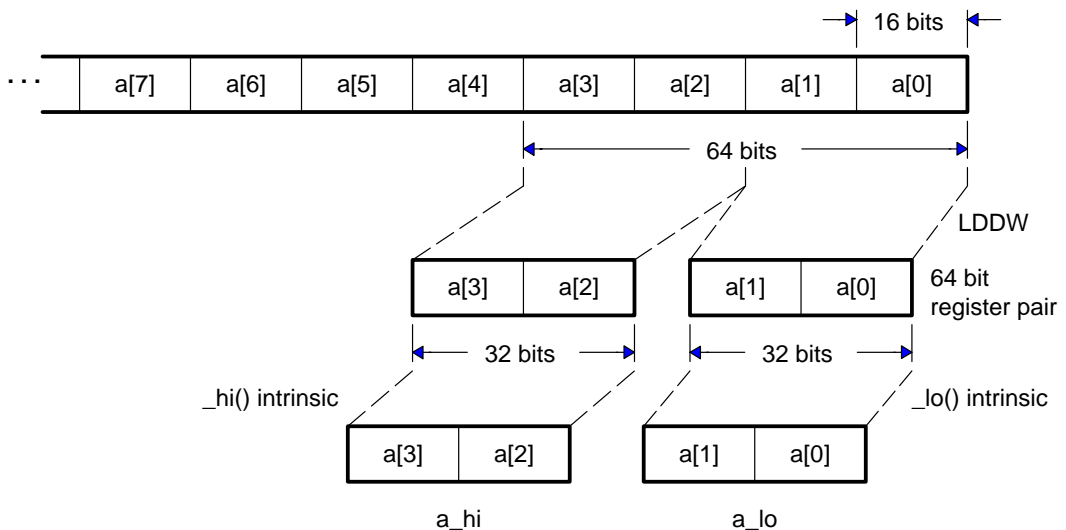 16 bits
... a[7] a[6] a[5] a[4] a[3] a[2] a[1] a[0]
64 bits
LDDW
a[3] a[2] a[1] a[0]
64 bit
register pair
32 bits 32 bits
_hi() intrinsic _lo() intrinsic
a[3] a[2] a[1] a[0]
a_hi a_lo